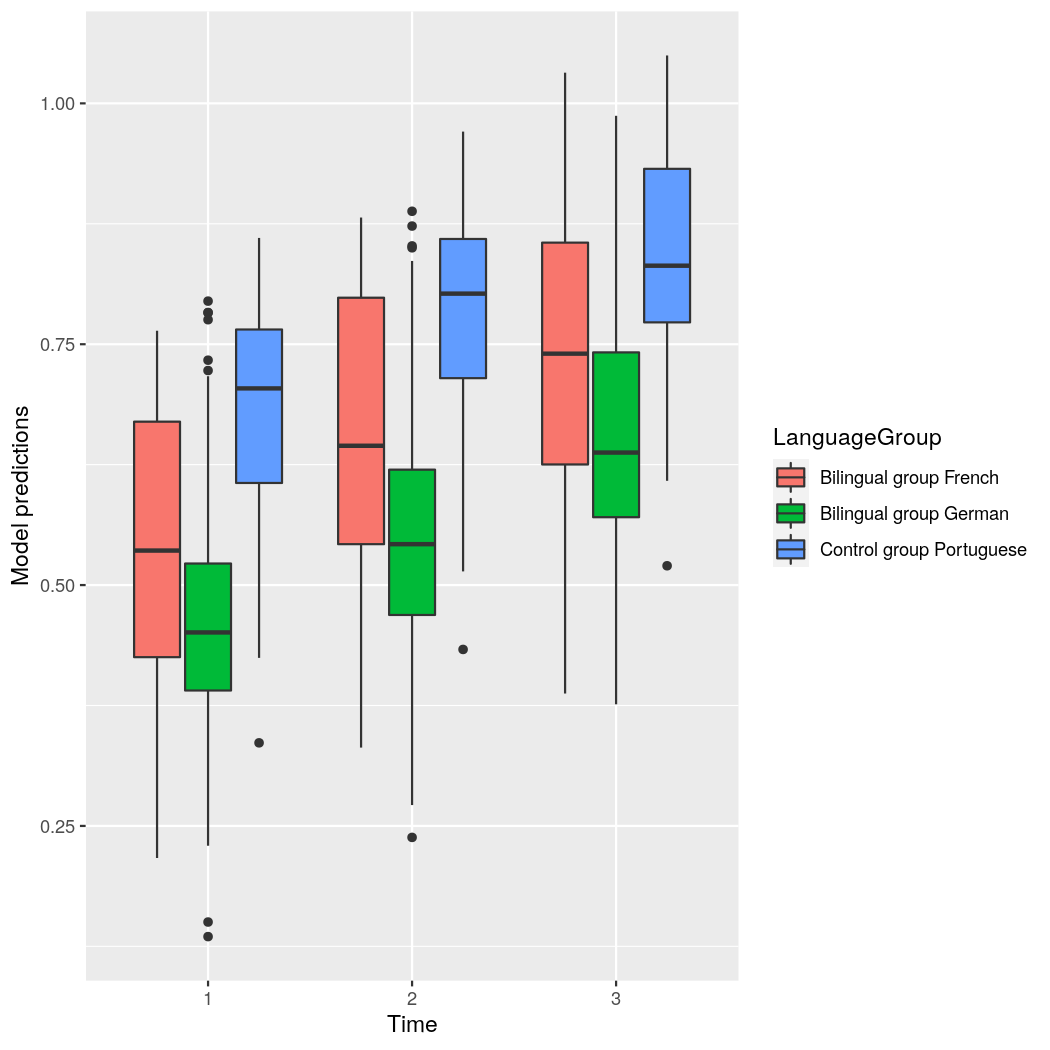 1.00
0.75
0.50
0.25
Model predictions
1 2 3
Time
LanguageGroup
Bilingual group French
Bilingual group German
Control group Portuguese